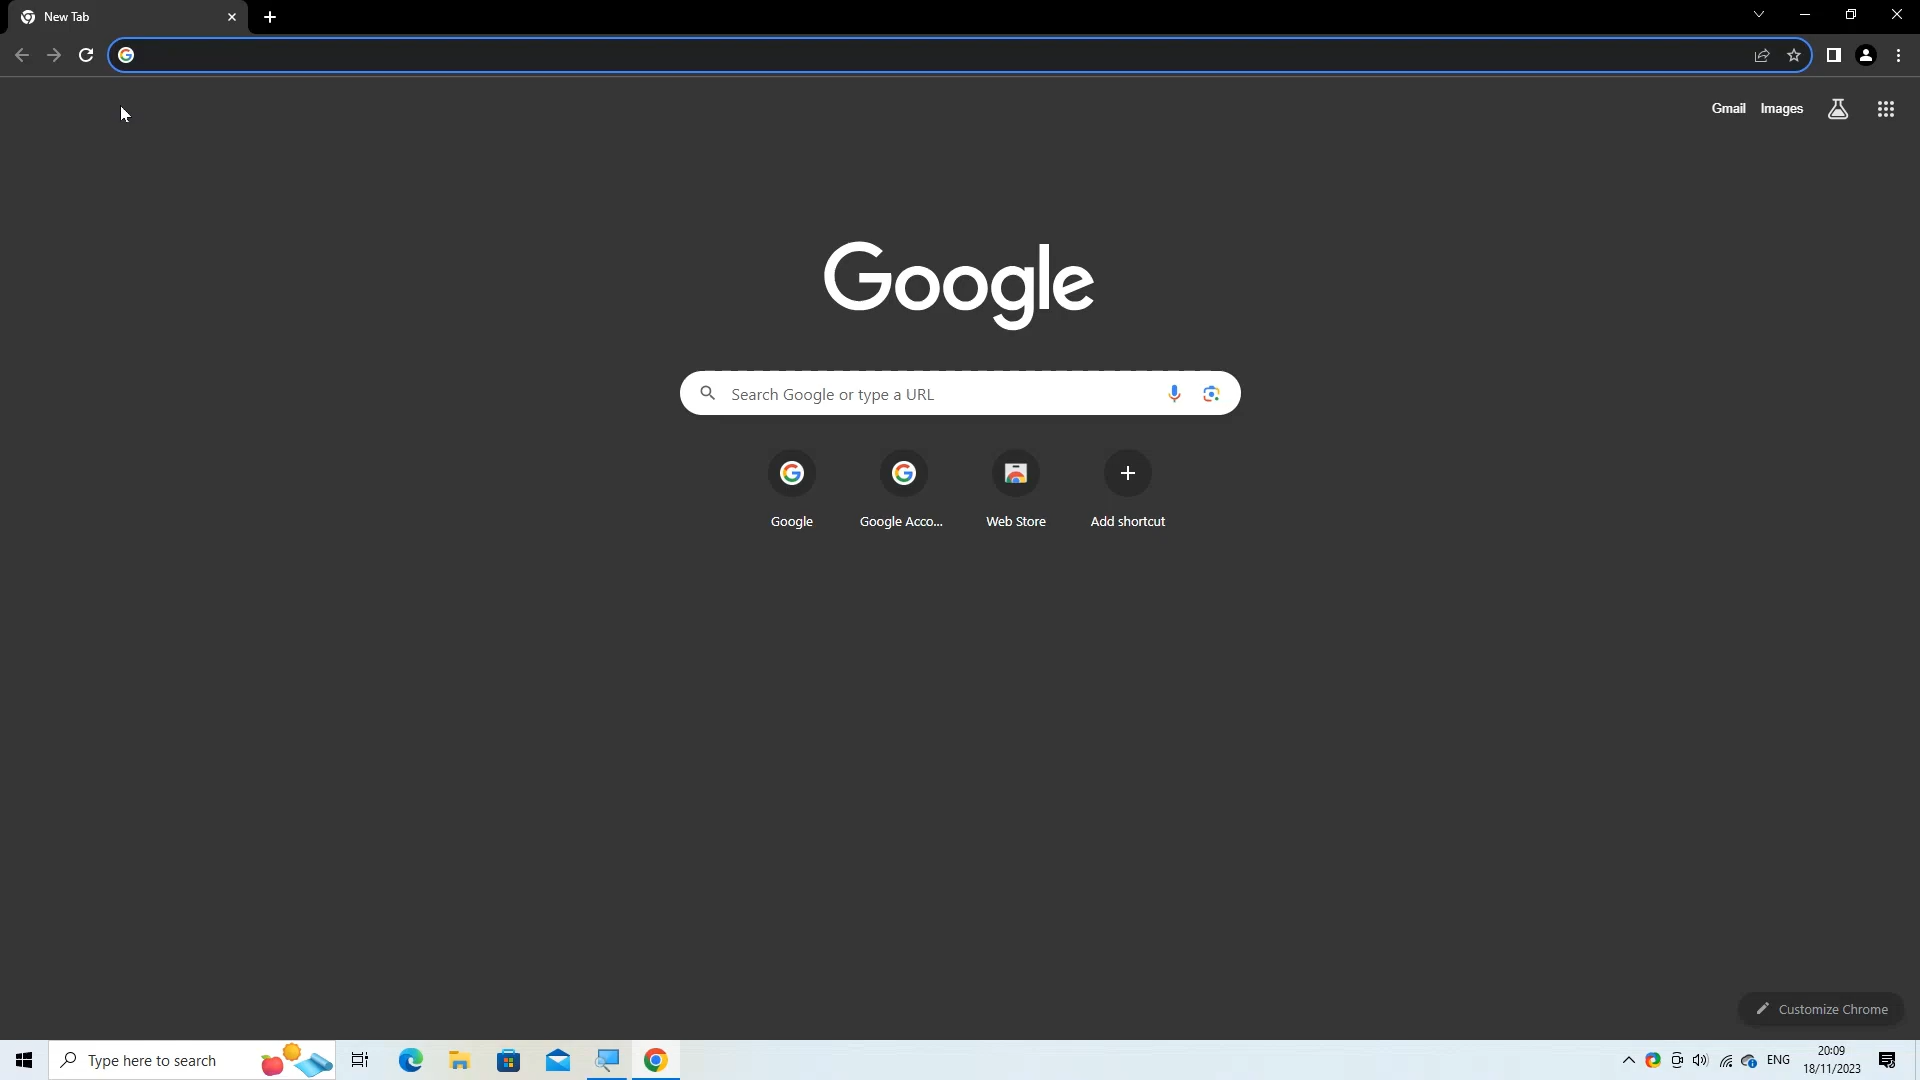 New Tab
Gmail Images
Google
Search Google or type a URL
Google
Google Acco...
Web Store
Add shortcut
Customize Chrome
Type here to search
ENG
20:09
18/11/2023